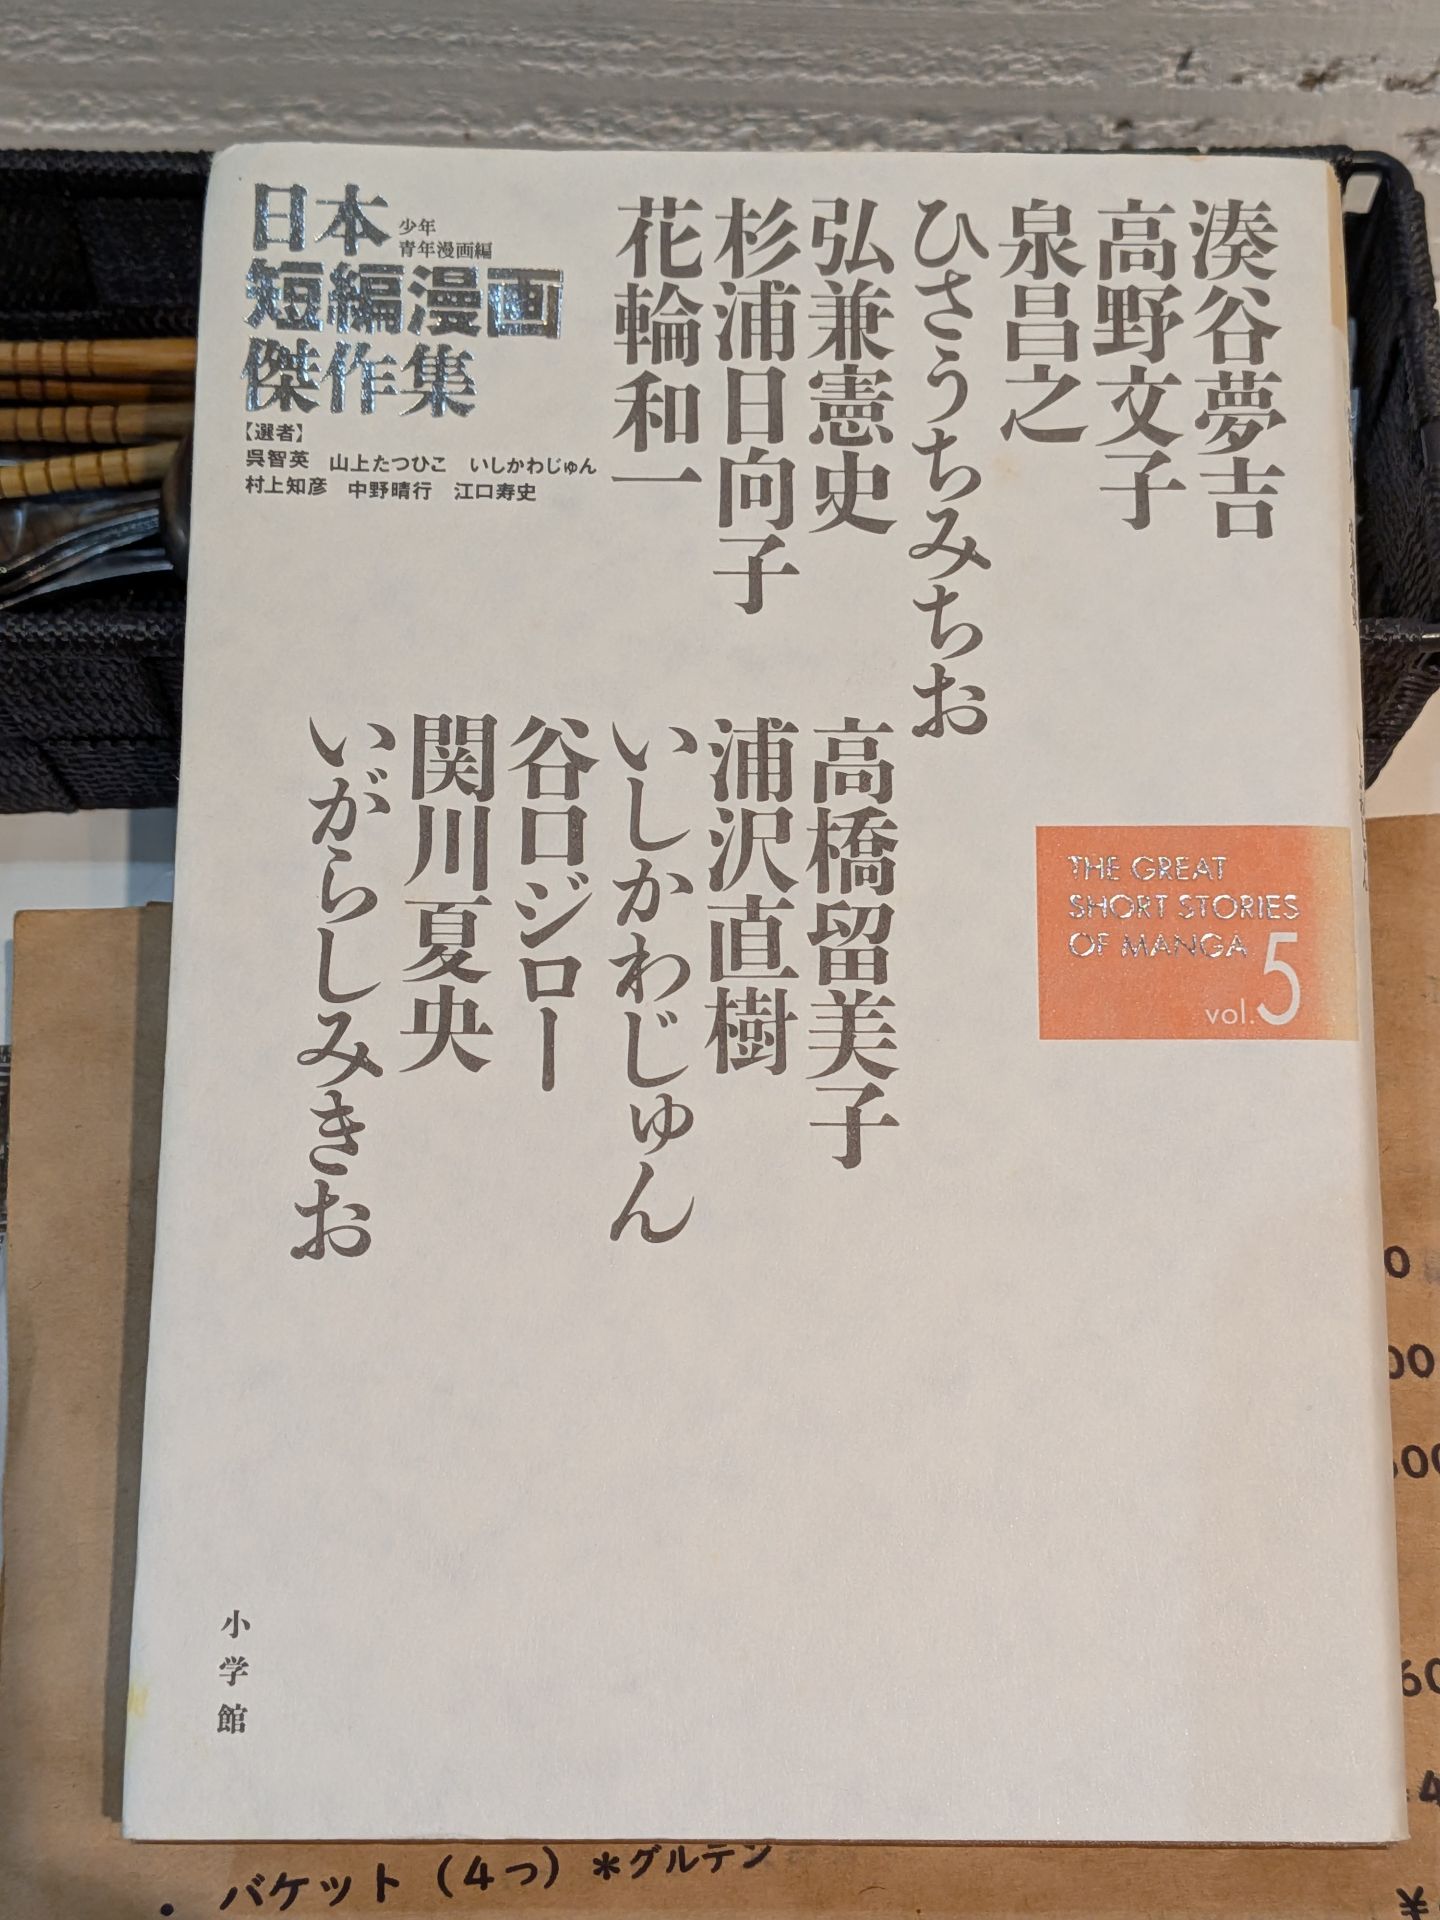 日本
少年
青年漫画編
短編漫画
傑作集
【選者】
呉智英 山上たつひこ いしかわじゅん
村上知彦 中野晴行 江口寿史
湊谷夢吉
高野文子
泉昌之
ひさうちみちお
弘兼憲史
杉浦日向子
花輪和一
高橋留美子
浦沢直樹
いしかわじゅん
谷口ジロー
関川夏央
いがらしみきお
THE GREAT
SHORT STORIES
OF MANGA
vol.5
小学館
・バケット(4つ)*グルテン